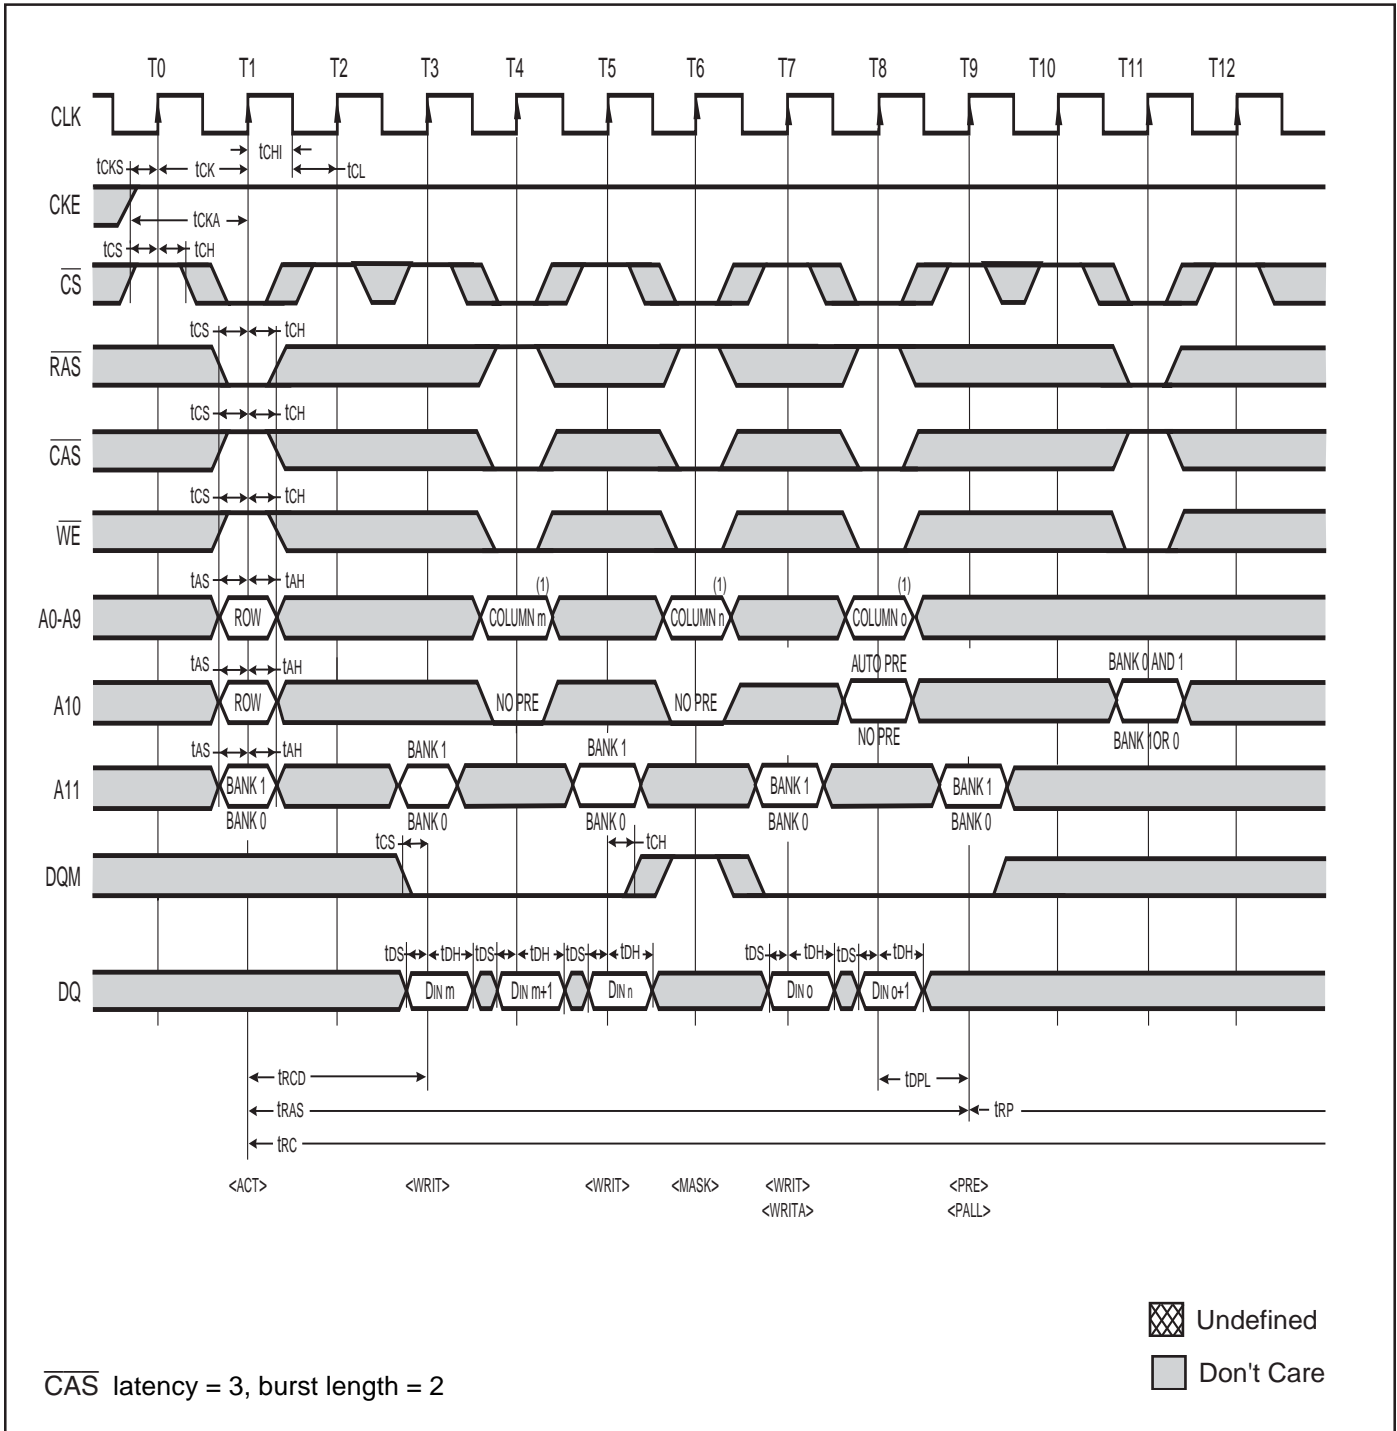 T0 T1 T2 T3 T4 T5 T6 T7 T8 T9 T10 T11 T12
CLK
tCHI
tCKS tCK tCL
CKE
tCKA
tCS tCH
CS
tCS tCH
RAS
tCS tCH
CAS
tCS tCH
WE
tAS tAH (1) (1) (1)
A0-A9 ROW COLUMN m COLUMN n COLUMN o
tAS tAH AUTO PRE BANK 0 AND 1
A10 ROW NO PRE NO PRE
NO PRE BANK 1OR 0
tAS tAH BANK 1 BANK 1
A11 BANK 1 BANK 1 BANK 1
BANK 0 BANK 0 BANK 0 BANK 0 BANK 0
tCS tCH
DQM
tDS tDH tDS tDH tDS tDH tDS tDH tDS tDH
DQ DIN m DIN m+1 DIN n DIN o DIN o+1
tRCD tDPL
tRAS tRP
tRC
<ACT> <WRIT> <WRIT> <MASK> <WRIT> <PRE>
<WRITA> <PALL>
Undefined
Don't Care
CAS latency = 3, burst length = 2